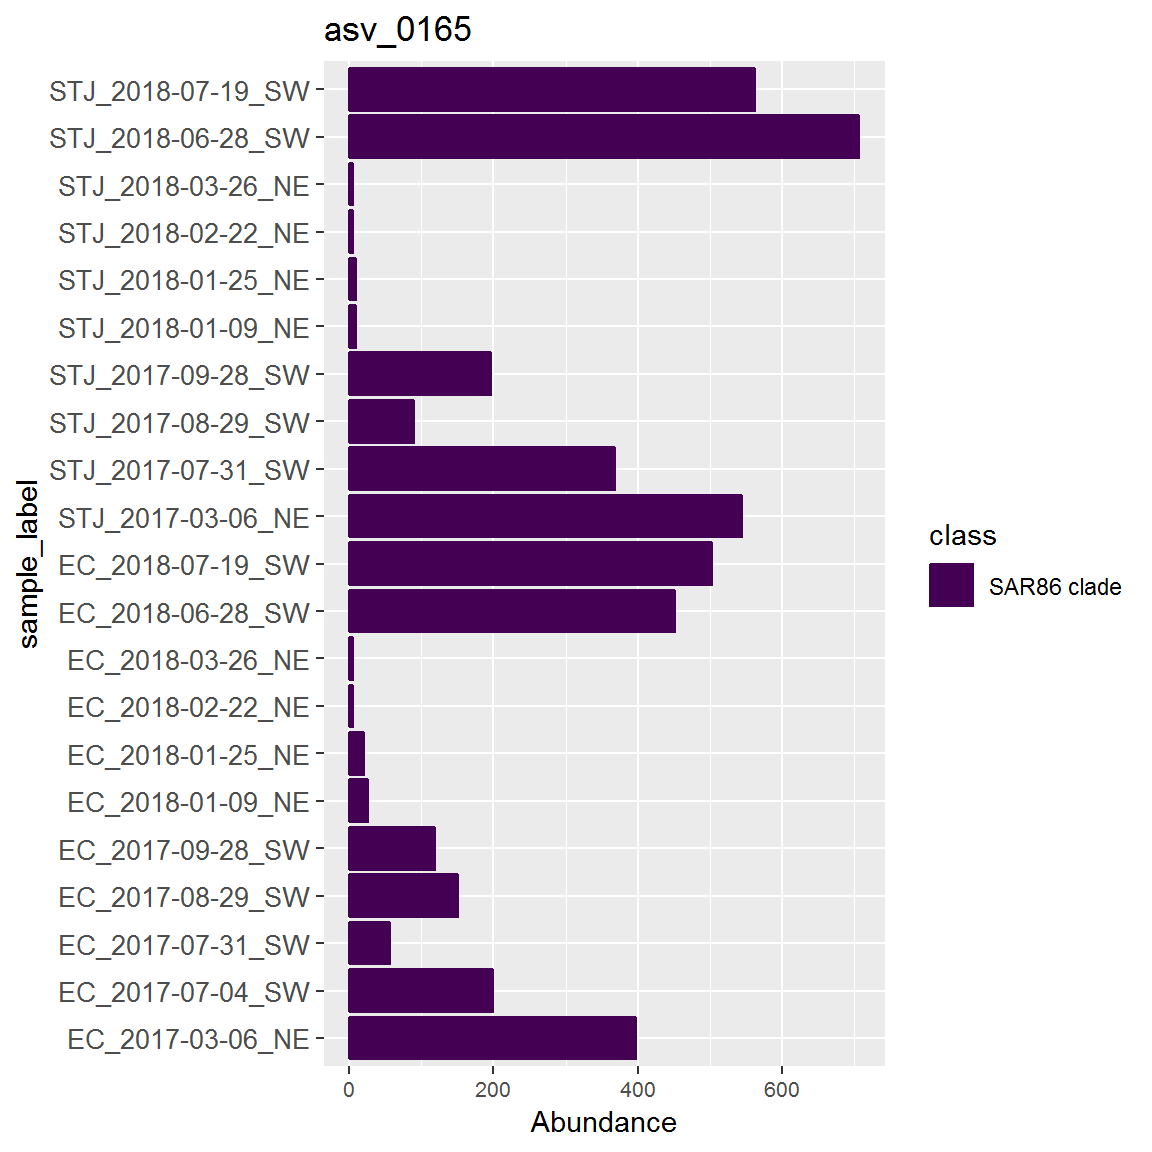 asv_0165
STJ_2018-07-19_SW
STJ_2018-06-28_SW
STJ_2018-03-26_NE
STJ_2018-02-22_NE
STJ_2018-01-25_NE
STJ_2018-01-09_NE
STJ_2017-09-28_SW
STJ_2017-08-29_SW
STJ_2017-07-31_SW
STJ_2017-03-06_NE
EC_2018-07-19_SW
EC_2018-06-28_SW
EC_2018-03-26_NE
EC_2018-02-22_NE
EC_2018-01-25_NE
EC_2018-01-09_NE
EC_2017-09-28_SW
EC_2017-08-29_SW
EC_2017-07-31_SW
EC_2017-07-04_SW
EC_2017-03-06_NE
sample_label
0 200 400 600
Abundance
class
SAR86 clade